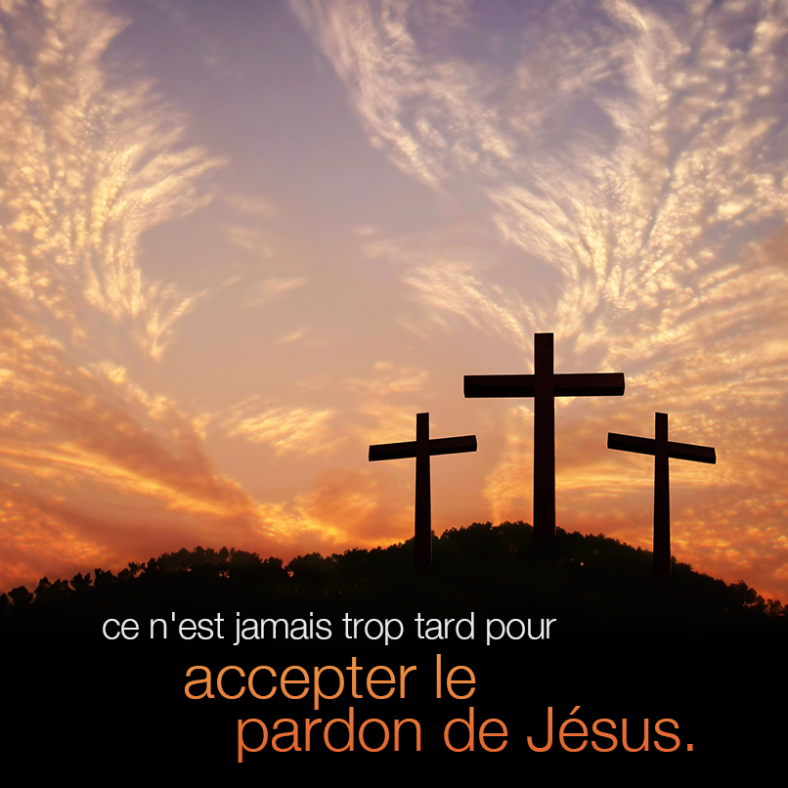 ce n'est jamais trop tard pour
accepter le
pardon de Jésus.